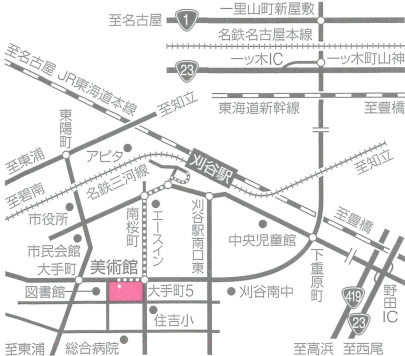 至名古屋
1
一里山町新屋敷
名鉄名古屋本線
23
一ッ木IC
一ッ木町山神
至名古屋
JR東海道本線
東海道新幹線
至豊橋
至知立
東陽町
至東浦
アピタ
刈谷駅
至知立
至碧南
名鉄三河線
市役所
南桜町
エースイン
刈谷駅南口東
至豊橋
市民会館
中央児童館
下重原町
大手町
美術館
図書館
大手町5
刈谷南中
419
野田IC
住吉小
23
至東浦
総合病院
至高浜
至西尾